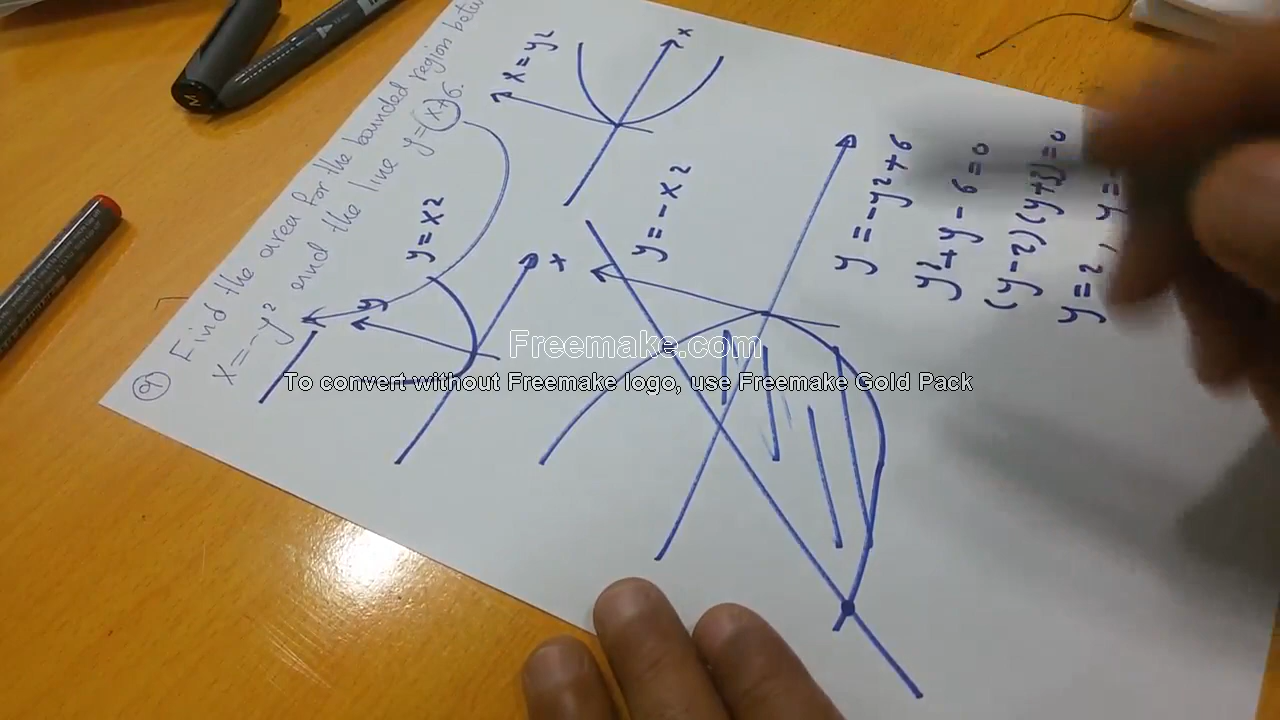 9) Find the area for the bounded region
x=-y² and the line y=x+6.
y
x
y=x²
x=y²
x
y=-x²
y=-y²+6
y²+y-6=0
(y-2)(y+3)=0
y=2, y=
Freemake.com
To convert without Freemake logo, use Freemake Gold Pack
M